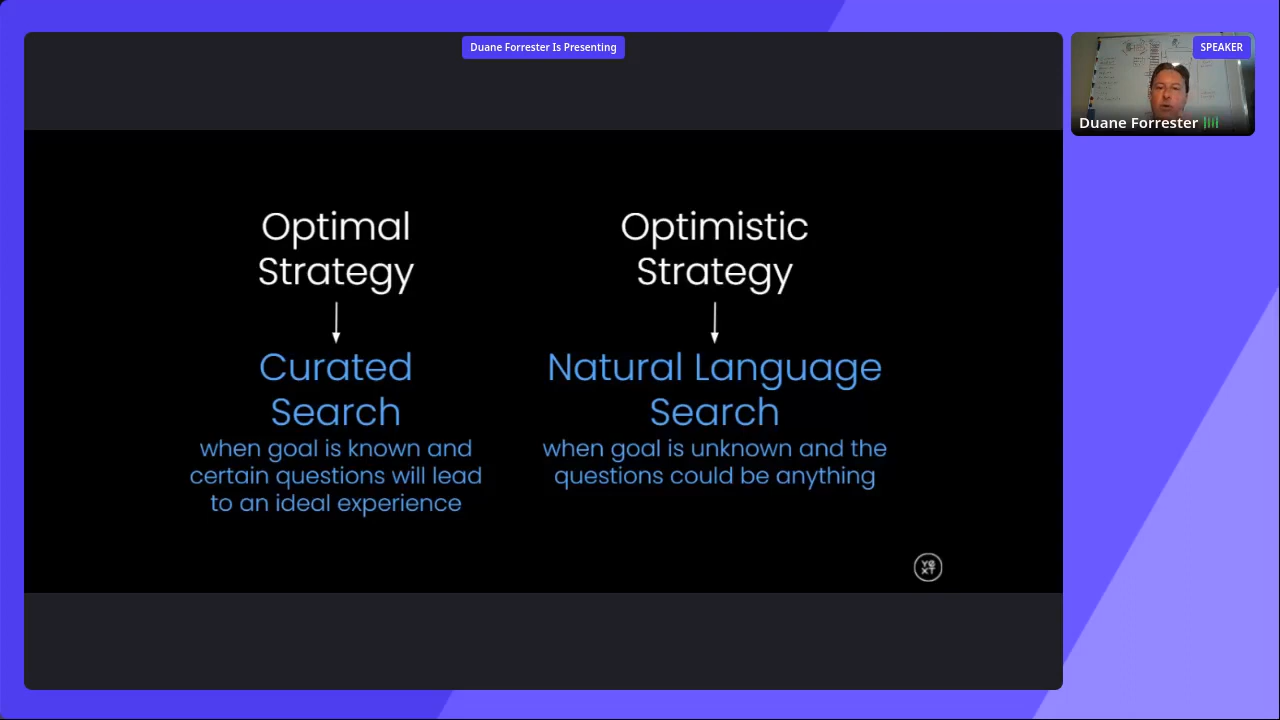 Duane Forrester Is Presenting
SPEAKER
Duane Forrester
Optimal
Strategy
Curated
Search
when goal is known and
certain questions will lead
to an ideal experience
Optimistic
Strategy
Natural Language
Search
when goal is unknown and the
questions could be anything
YEXT